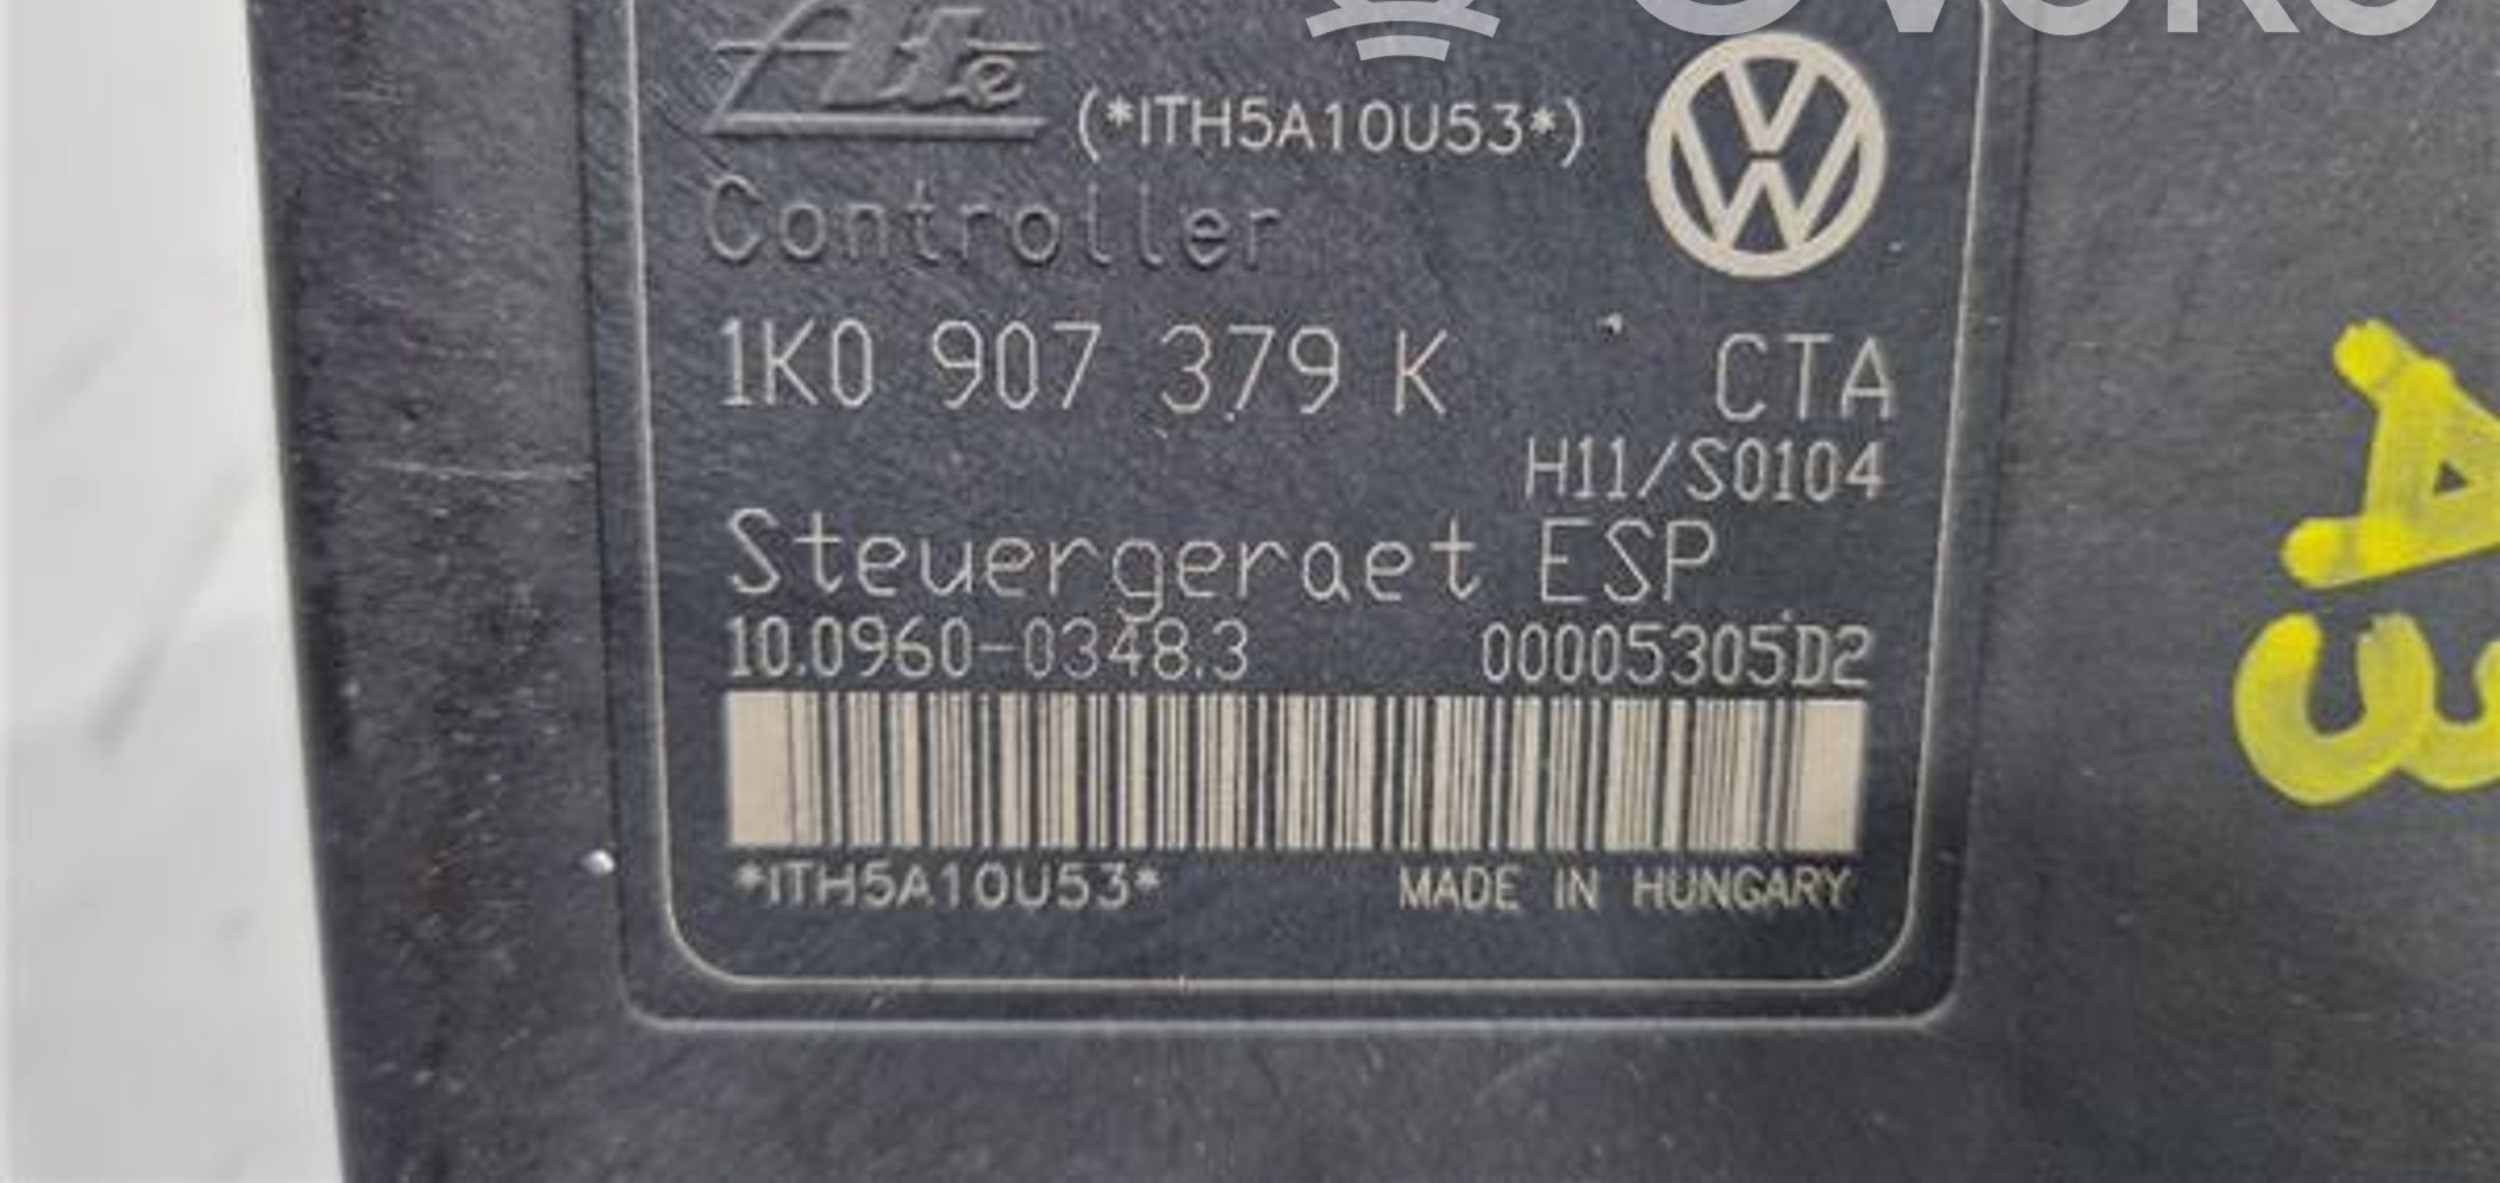 Ate (*ITH5A10U53*)
Controller
1K0 907 379 K CTA
H11/S0104
Steuergeraet ESP
10.0960-0348.3 00005305D2
*ITH5A10U53* MADE IN HUNGARY
A3